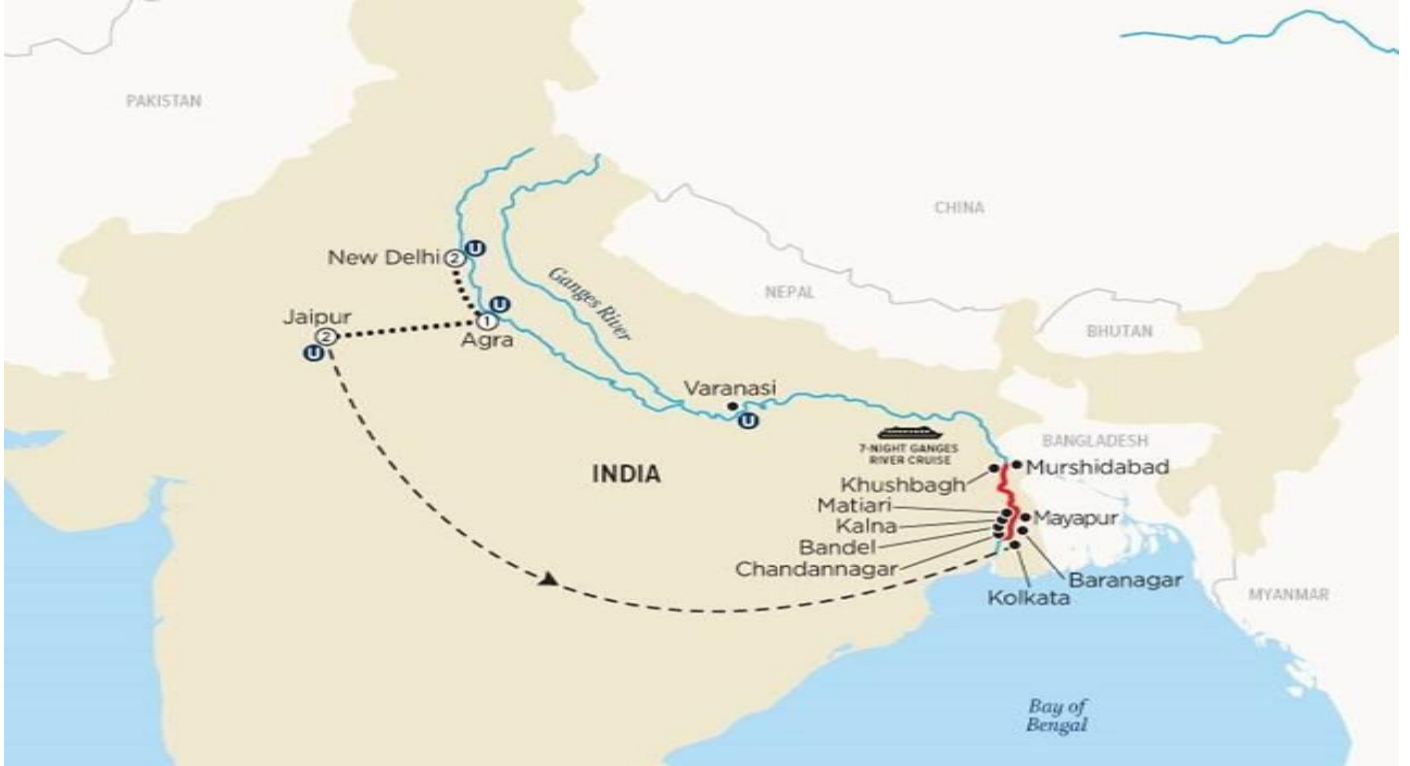 PAKISTAN
CHINA
New Delhi
2
U
Ganges River
NEPAL
U
Jaipur
2
U
1
Agra
BHUTAN
Varanasi
U
7-NIGHT GANGES
RIVER CRUISE
BANGLADESH
INDIA
Murshidabad
Khushbagh
Matiari
Mayapur
Kalna
Bandel
Chandannagar
Baranagar
Kolkata
MYANMAR
Bay of
Bengal